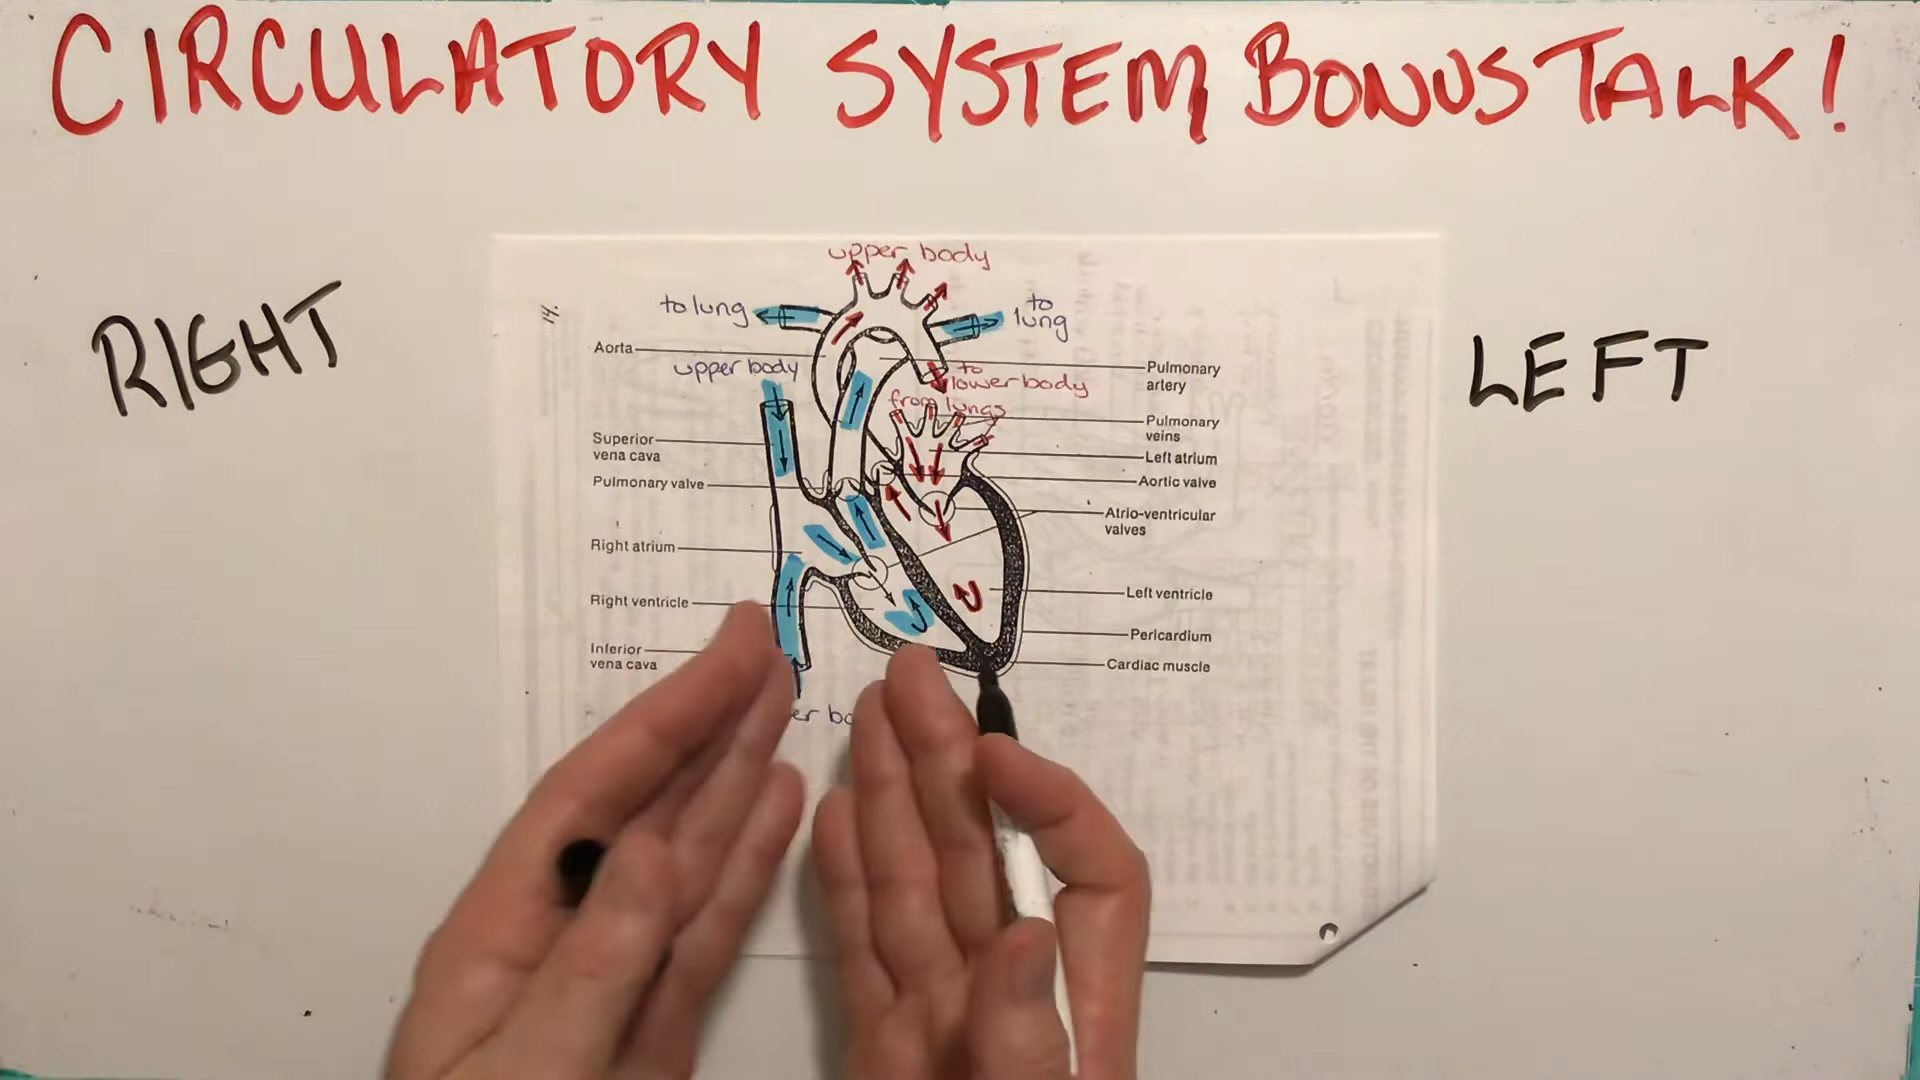 CIRCULATORY SYSTEM BONUS TALK!
RIGHT
LEFT
14.
upper body
to lung
to
lung
Aorta
upper body
Pulmonary
artery
to
lower body
from lungs
Pulmonary
veins
Superior
vena cava
Left atrium
Pulmonary valve
Aortic valve
Atrio-ventricular
valves
Right atrium
Left ventricle
Right ventricle
Pericardium
Inferior
vena cava
Cardiac muscle